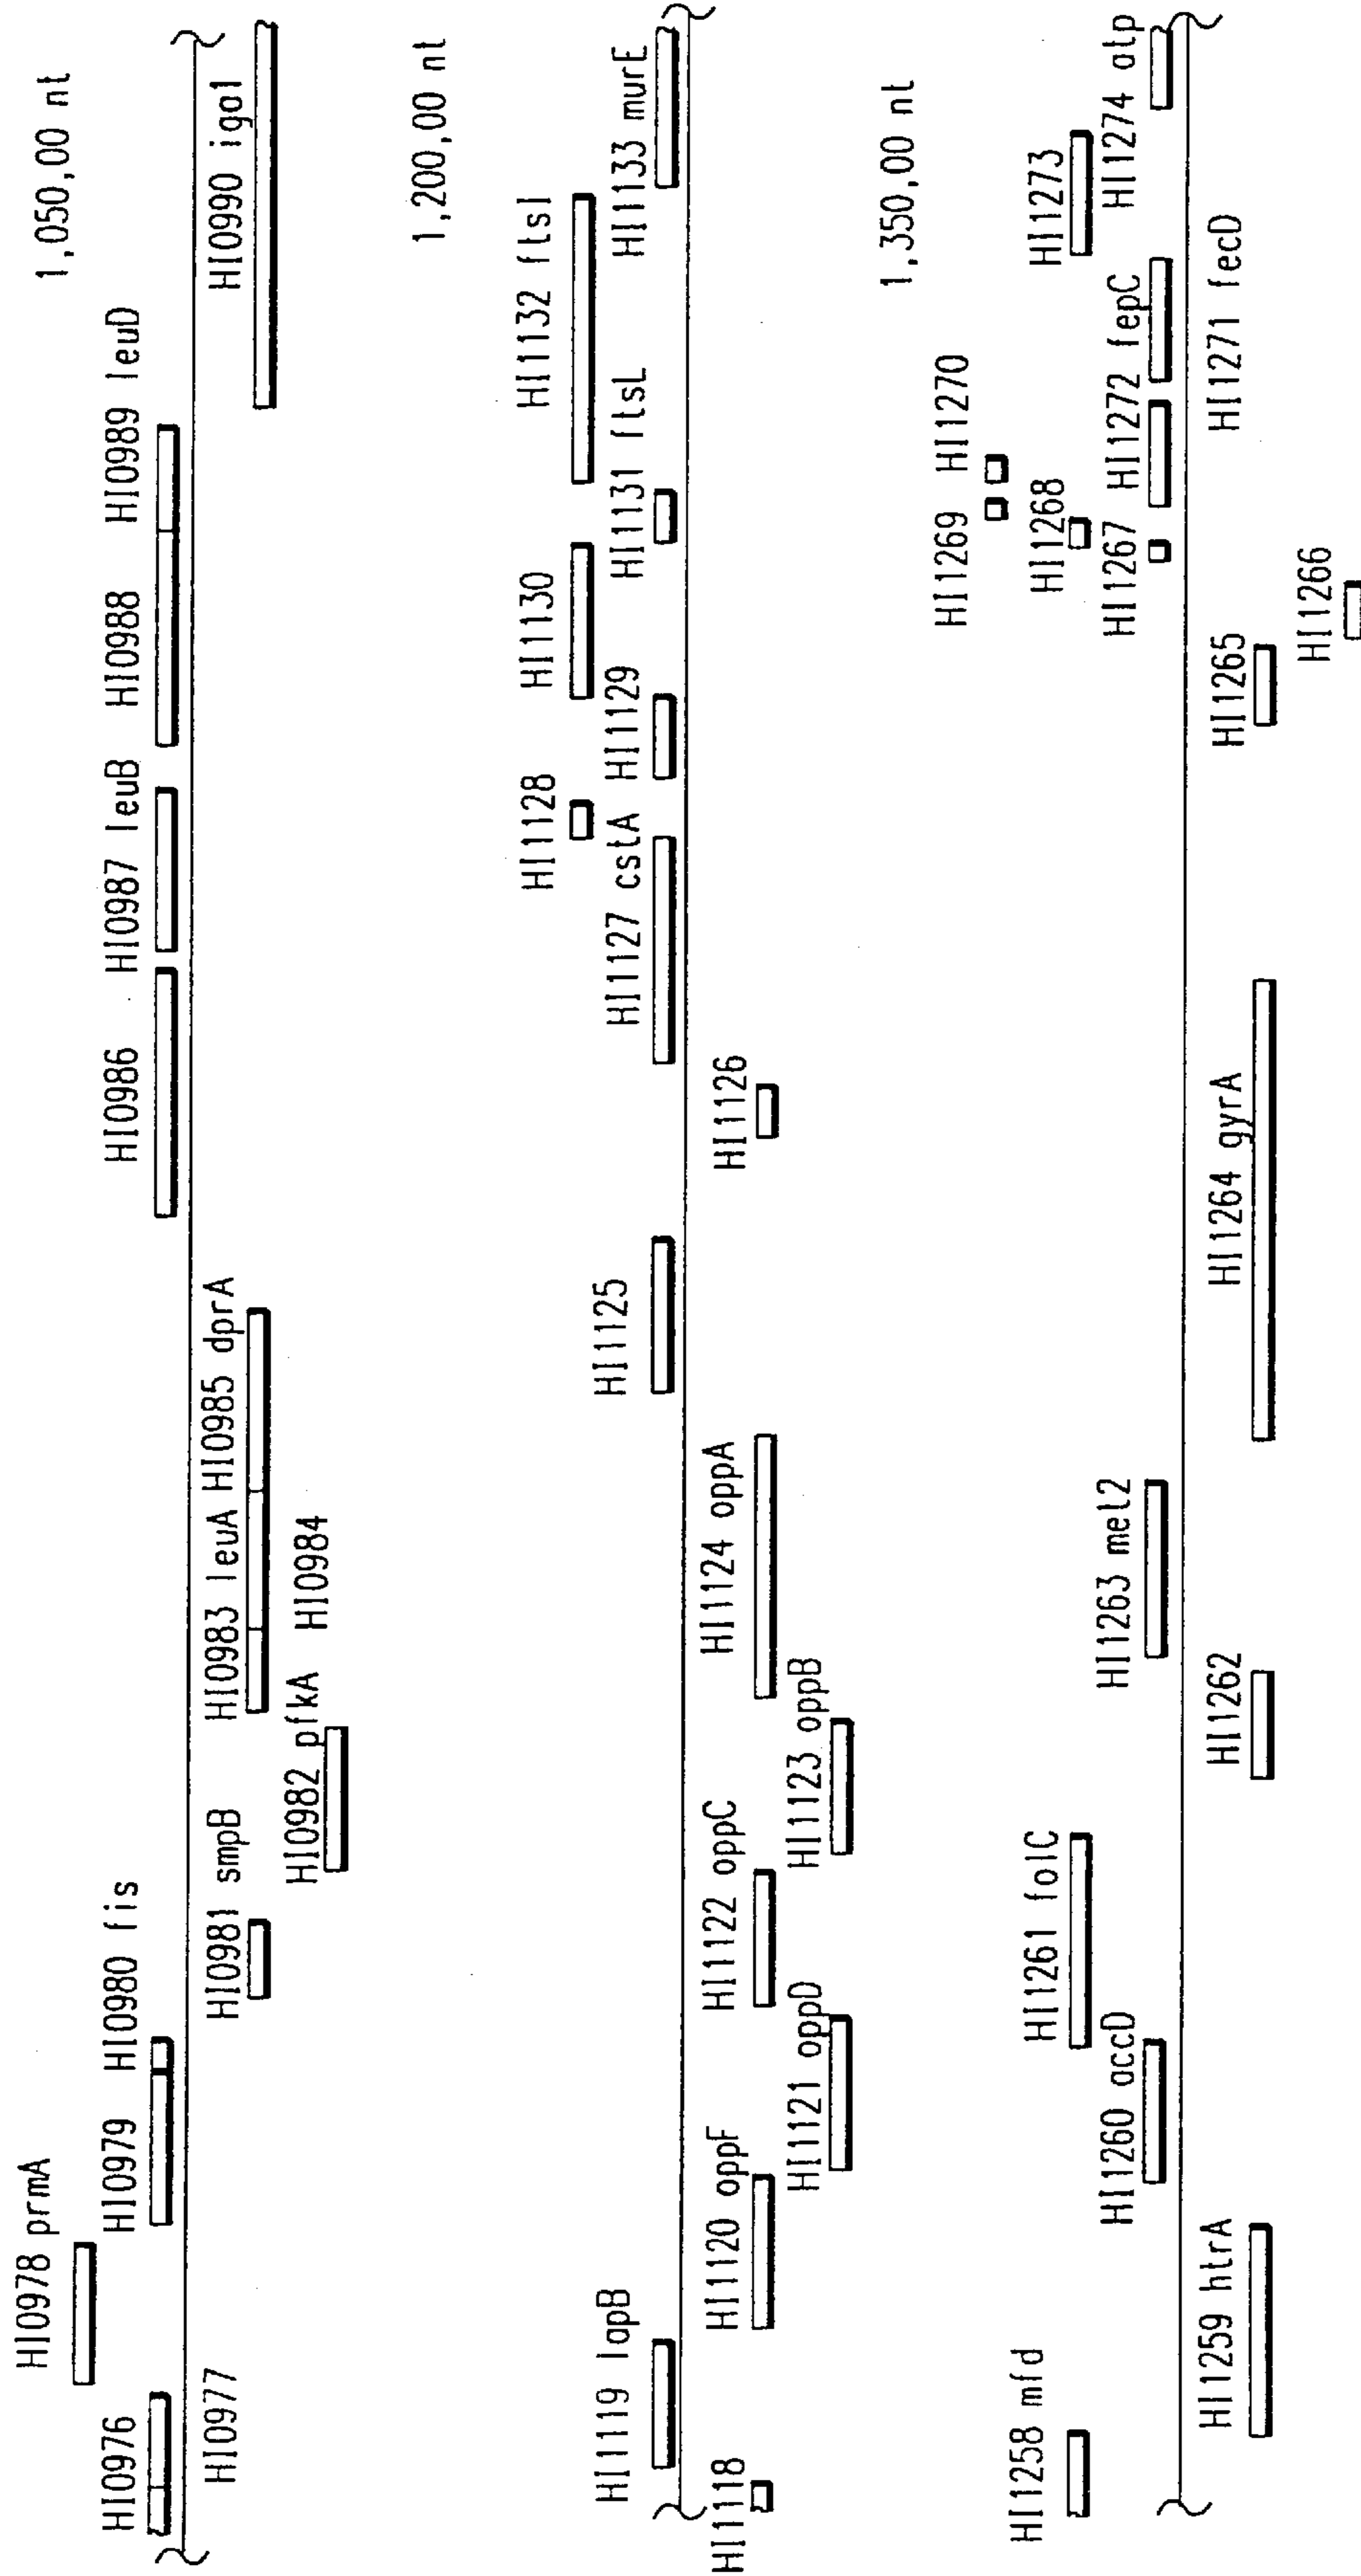 1,050,00 nt
HI0976
HI0977
HI0978 prmA
HI0979
HI0980 fis
HI0981 smpB
HI0982 pfkA
HI0983 leuA
HI0984
HI0985 dprA
HI0986
HI0987 leuB
HI0988
HI0989 leuD
HI0990 iga1
1,200,00 nt
HI1118
HI1119 lapB
HI1120 oppF
HI1121 oppD
HI1122 oppC
HI1123 oppB
HI1124 oppA
HI1125
HI1126
HI1127 cstA
HI1128
HI1129
HI1130
HI1131 ftsL
HI1132 ftsI
HI1133 murE
1,350,00 nt
HI1258 mfd
HI1259 htrA
HI1260 accD
HI1261 folC
HI1262
HI1263 met2
HI1264 gyrA
HI1265
HI1266
HI1267
HI1268
HI1269
HI1270
HI1272 fepC
HI1271 fecD
HI1273
HI1274 atp